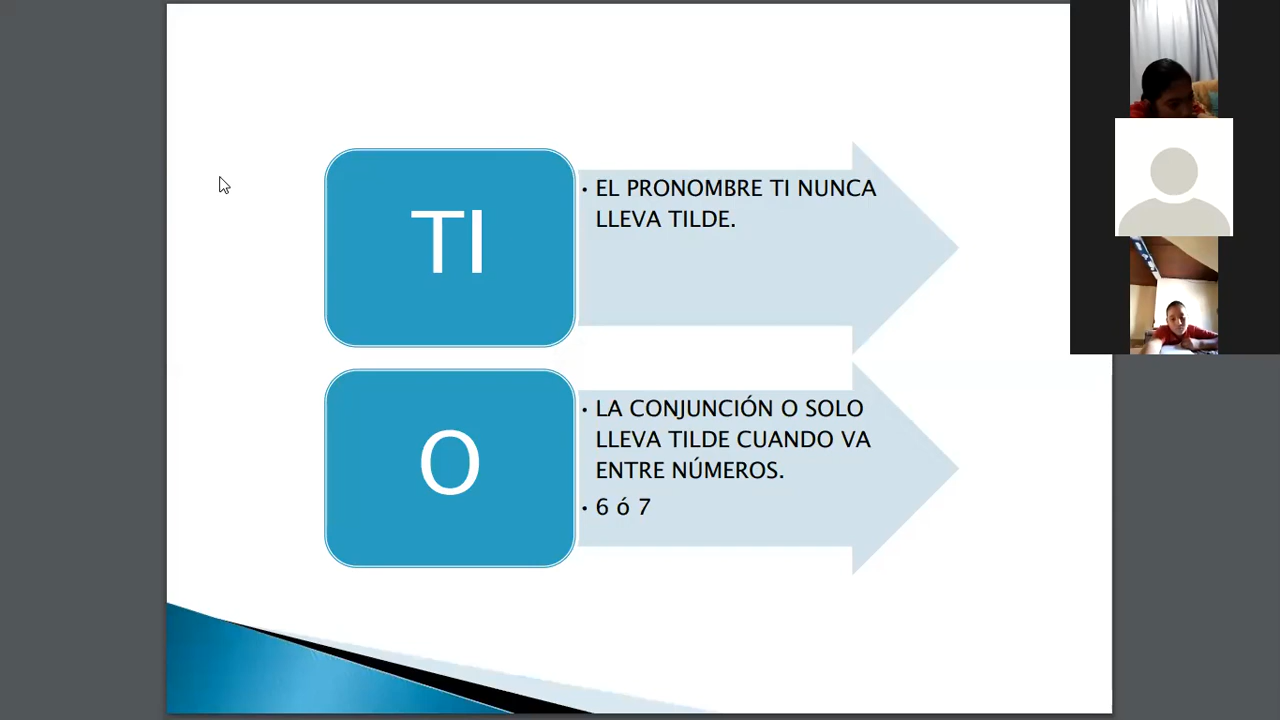 TI
EL PRONOMBRE TI NUNCA
LLEVA TILDE.
O
LA CONJUNCIÓN O SOLO
LLEVA TILDE CUANDO VA
ENTRE NÚMEROS.
6 ó 7